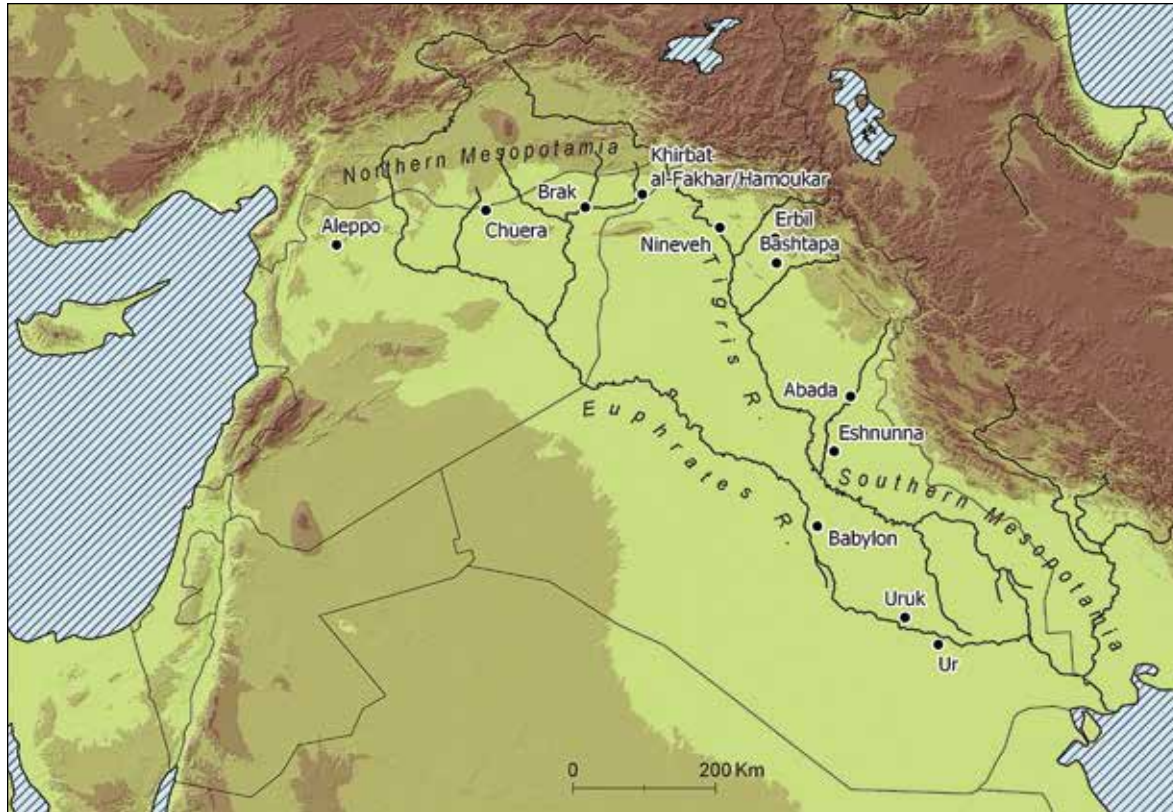 Northern Mesopotamia
Khirbat
al-Fakhar/Hamoukar
Brak
Erbil
Aleppo
Chuera
Nineveh
Bāshtapa
Tigris R.
Abada
Euphrates R.
Eshnunna
Southern Mesopotamia
Babylon
Uruk
Ur
0 200 Km